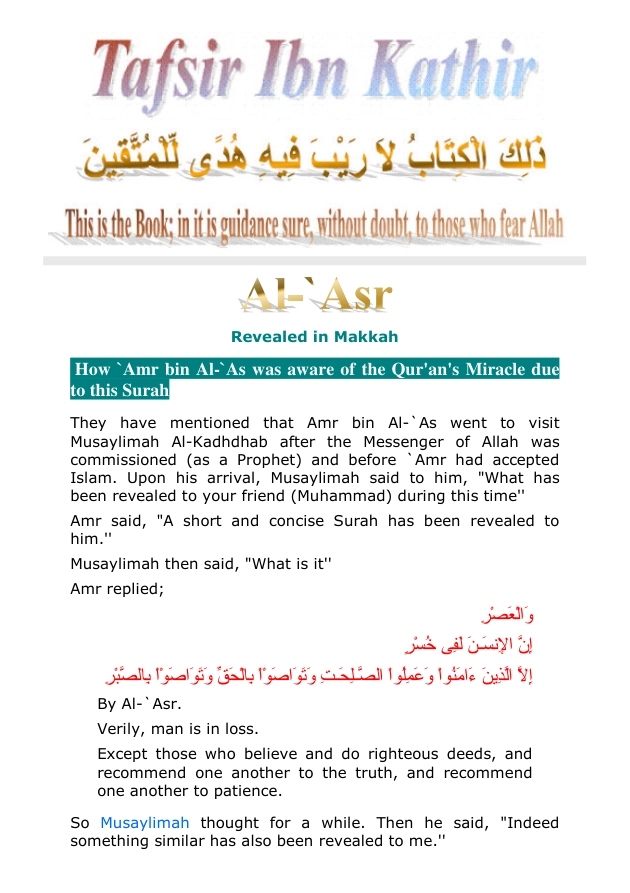 Tafsir Ibn Kathir
ذَلِكَ الْكِتَابُ لاَ رَيْبَ فِيهِ هُدًى لِّلْمُتَّقِينَ
This is the Book; in it is guidance sure, without doubt, to those who fear Allah
Al-`Asr
Revealed in Makkah
How `Amr bin Al-`As was aware of the Qur'an's Miracle due
to this Surah
They have mentioned that Amr bin Al-`As went to visit
Musaylimah Al-Kadhdhab after the Messenger of Allah was
commissioned (as a Prophet) and before `Amr had accepted
Islam. Upon his arrival, Musaylimah said to him, "What has
been revealed to your friend (Muhammad) during this time''
Amr said, "A short and concise Surah has been revealed to
him.''
Musaylimah then said, "What is it''
Amr replied;
وَالْعَصْرِ
إِنَّ الإِنسَـنَ لَفِى خُسْرٍ
إِلاَّ الَّذِينَ ءَامَنُواْ وَعَمِلُواْ الصَّـلِحَـتِ وَتَوَاصَوْاْ بِالْحَقِّ وَتَوَاصَوْاْ بِالصَّبْرِ
By Al-`Asr.
Verily, man is in loss.
Except those who believe and do righteous deeds, and
recommend one another to the truth, and recommend
one another to patience.
So Musaylimah thought for a while. Then he said, "Indeed
something similar has also been revealed to me.''